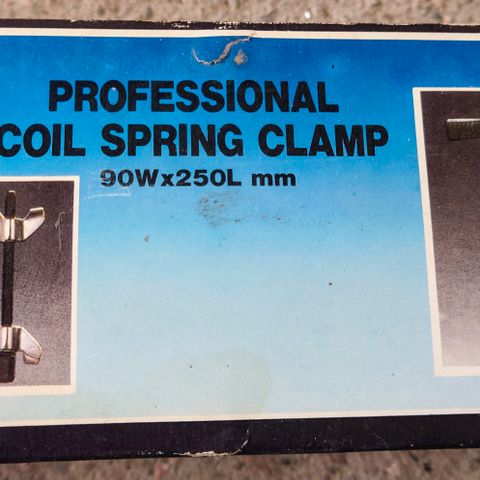 PROFESSIONAL
COIL SPRING CLAMP
90Wx250L mm